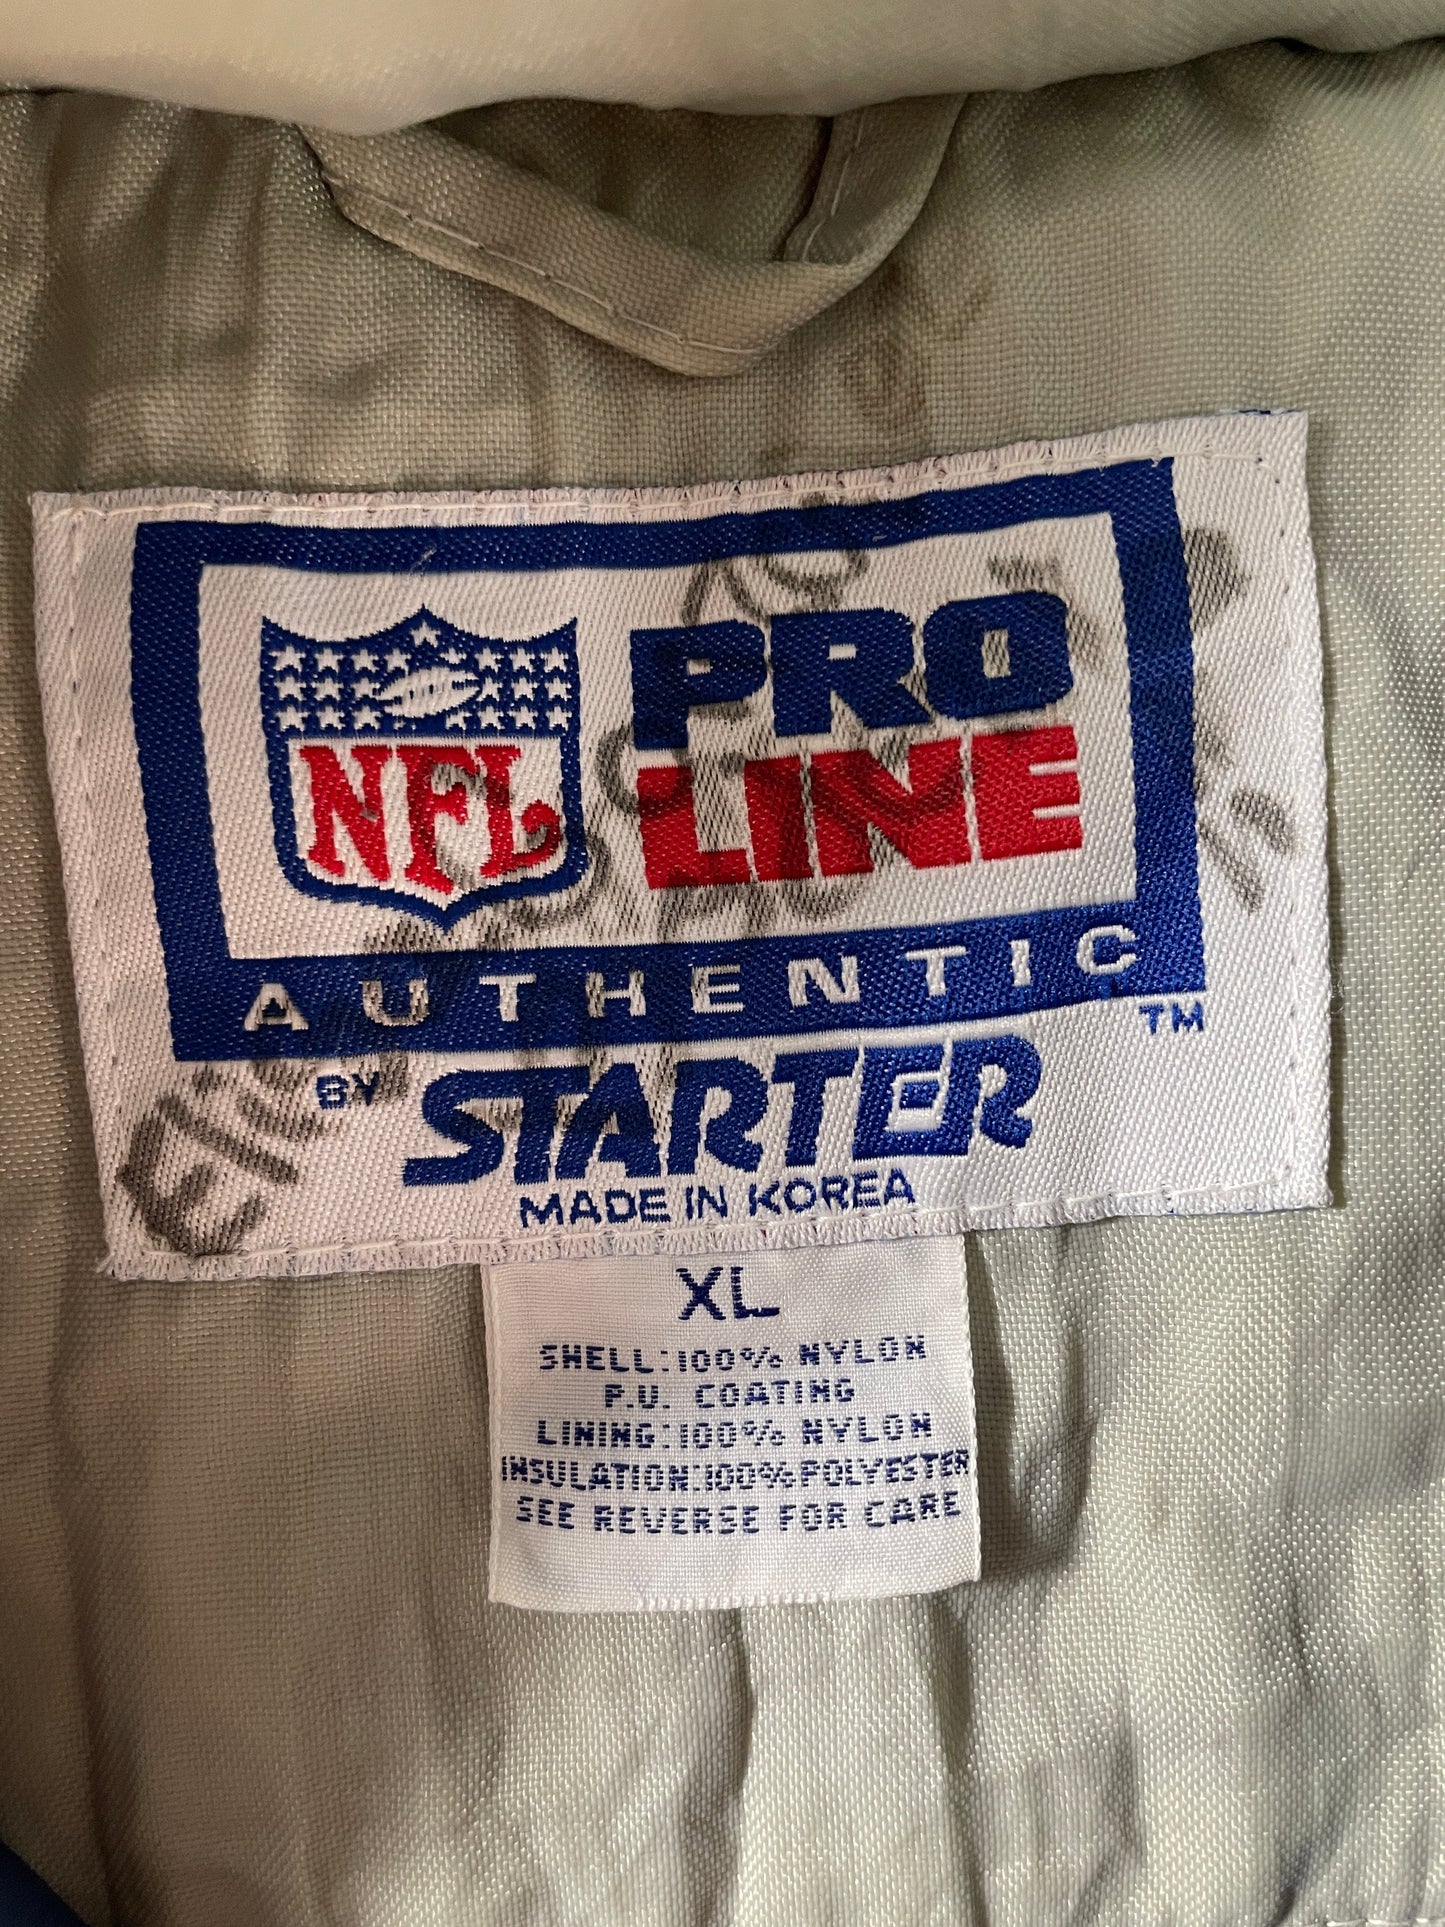 NFL
PRO
LINE
AUTHENTIC
TM
BY STARTER
MADE IN KOREA
XL
SHELL:100% NYLON
P.U. COATING
LINING:100% NYLON
INSULATION:100%POLYESTER
SEE REVERSE FOR CARE